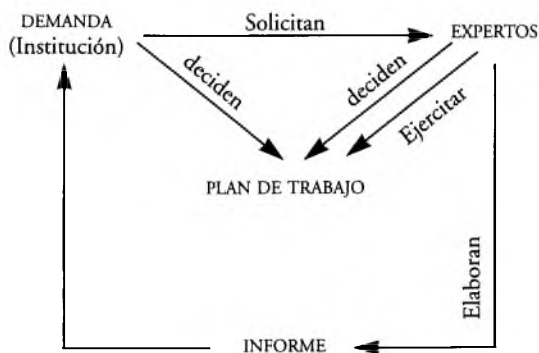 DEMANDA
(Institución)
Solicitan
EXPERTOS
deciden
deciden
Ejercitar
PLAN DE TRABAJO
Elaboran
INFORME